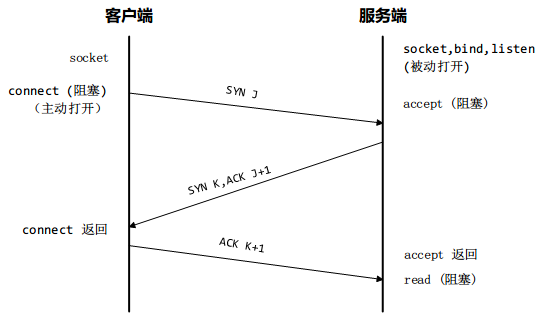 客户端
服务端
socket
socket,bind,listen
(被动打开)
connect (阻塞)
(主动打开)
SYN J
accept (阻塞)
SYN K,ACK J+1
connect 返回
ACK K+1
accept 返回
read (阻塞)